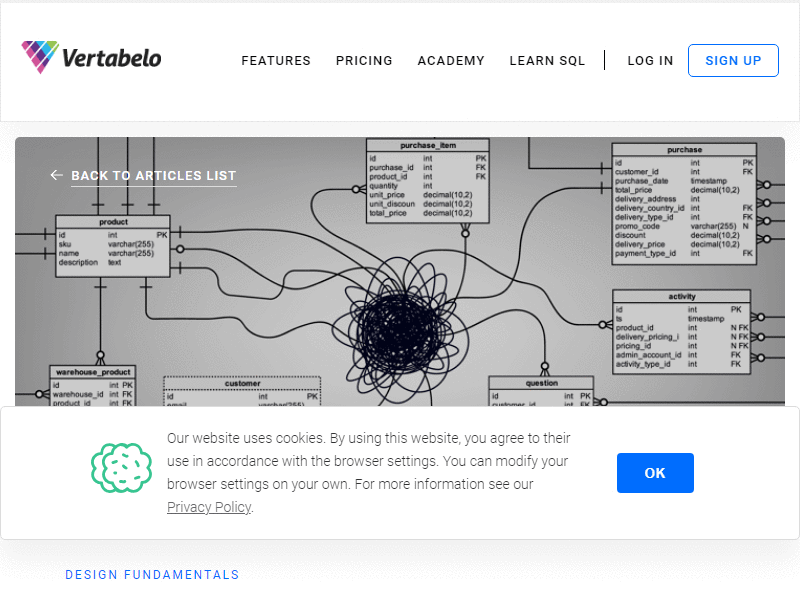 Vertabelo
FEATURES
PRICING
ACADEMY
LEARN SQL
LOG IN
SIGN UP
BACK TO ARTICLES LIST
product
id int PK
sku varchar(255)
name varchar(255)
description text
purchase_item
id int PK
purchase_id int FK
product_id int FK
quantity int
unit_price decimal(10,2)
unit_discoun decimal(10,2)
total_price decimal(10,2)
purchase
id int PK
customer_id int FK
purchase_date timestamp
total_price decimal(10,2)
delivery_address int
delivery_country_id int FK
delivery_type_id int FK
promo_code varchar(255) N
discount decimal(10,2)
delivery_price decimal(10,2)
payment_type_id int FK
activity
id int PK
ts timestamp
product_id int N FK
delivery_pricing_i int N FK
pricing_id int N FK
admin_account_id int FK
activity_type_id int FK
warehouse_product
id int PK
warehouse_id int FK
product_id int FK
customer
id int PK
email varchar(255)
question
id int PK
customer_id int FK
Our website uses cookies. By using this website, you agree to their
use in accordance with the browser settings. You can modify your
browser settings on your own. For more information see our
Privacy Policy.
OK
DESIGN FUNDAMENTALS